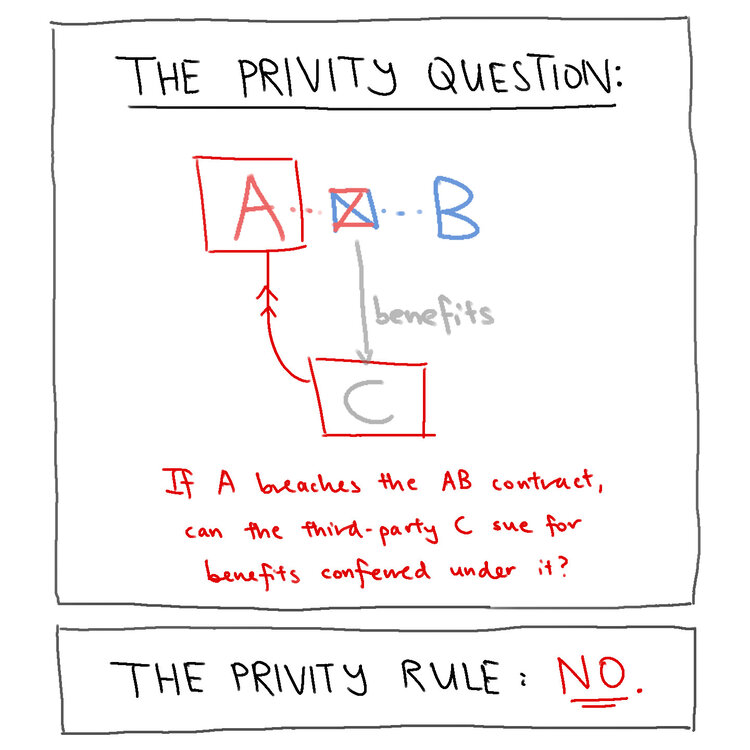 THE PRIVITY QUESTION:
A B
benefits
C
If A breaches the AB contract,
can the third-party C sue for
benefits conferred under it?
THE PRIVITY RULE: NO.